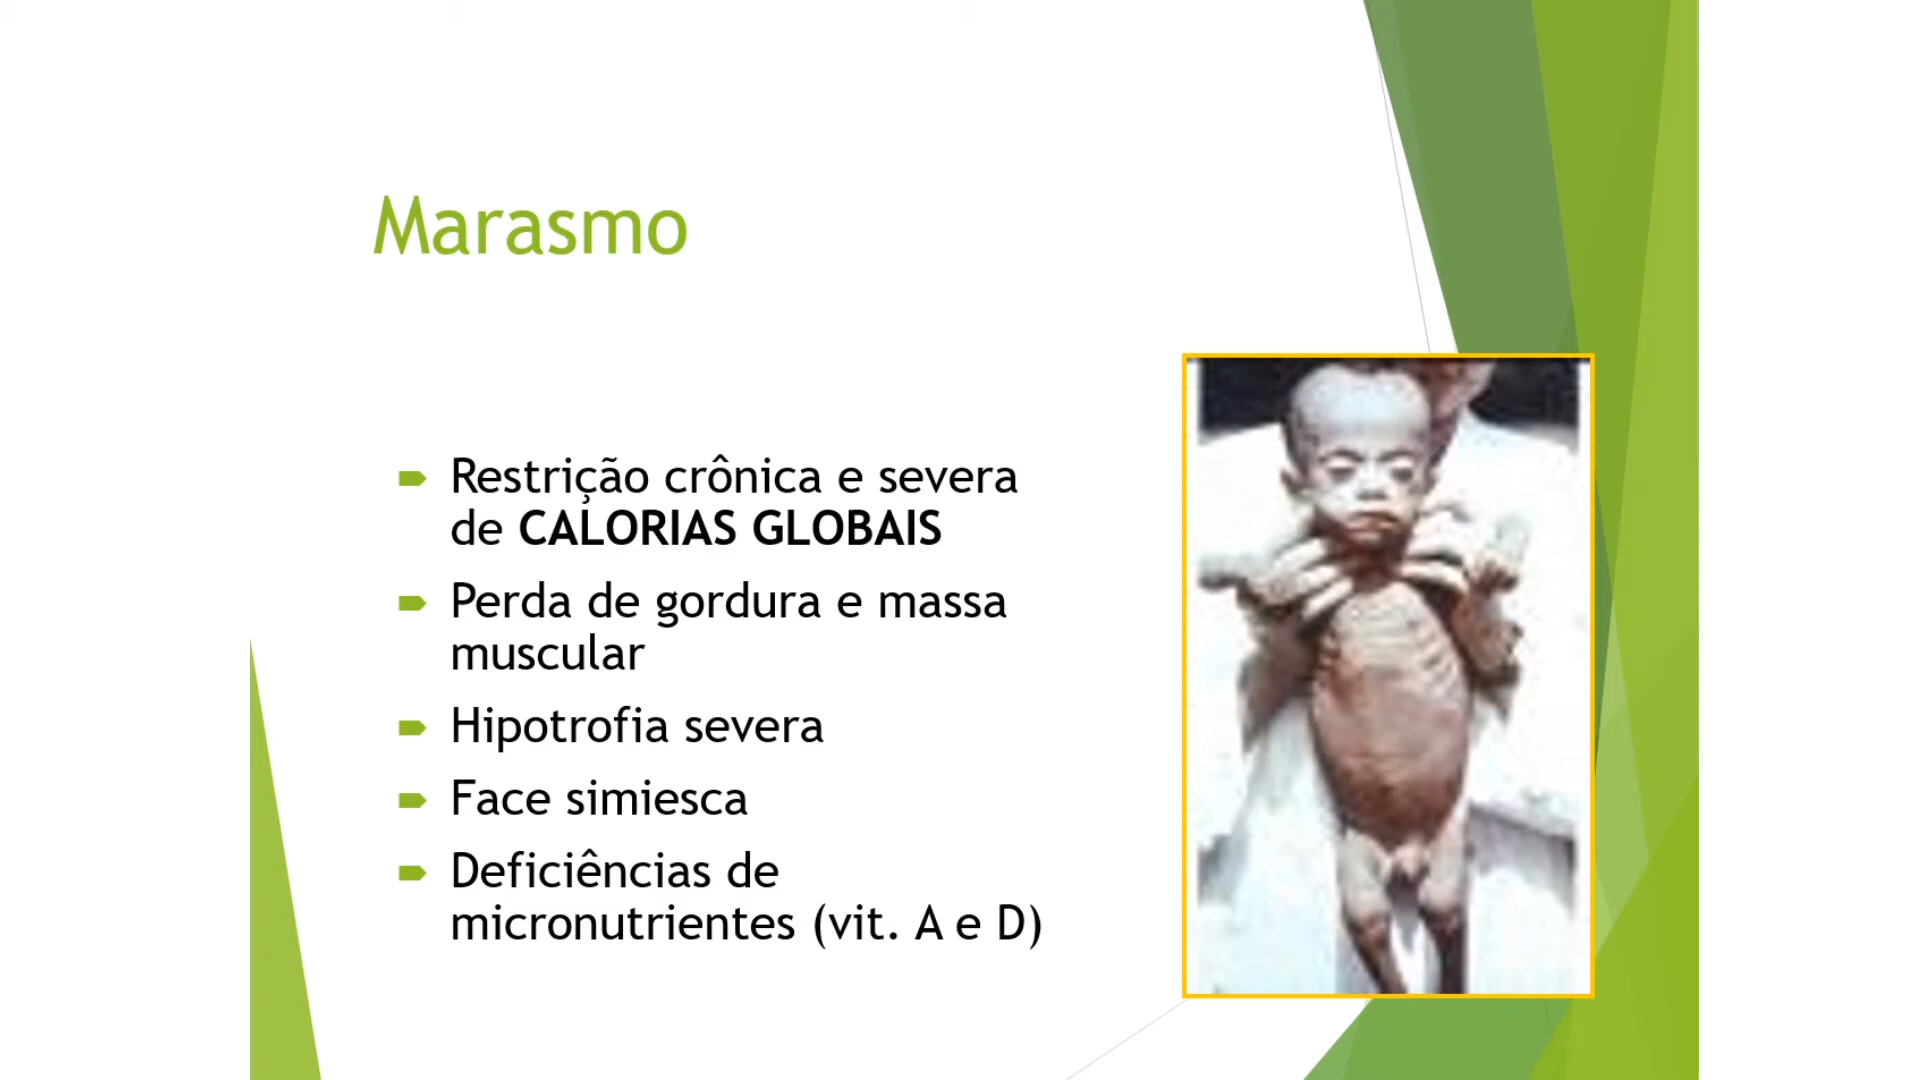 Marasmo
Restrição crônica e severa
de CALORIAS GLOBAIS
Perda de gordura e massa
muscular
Hipotrofia severa
Face simiesca
Deficiências de
micronutrientes (vit. A e D)